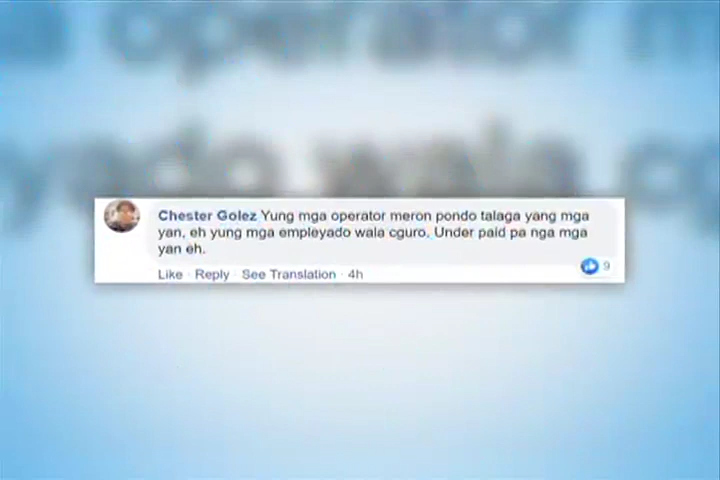 Chester Golez Yung mga operator meron pondo talaga yang mga
yan, eh yung mga empleyado wala cguro. Under paid pa nga mga
yan eh.
Like · Reply · See Translation · 4h
9